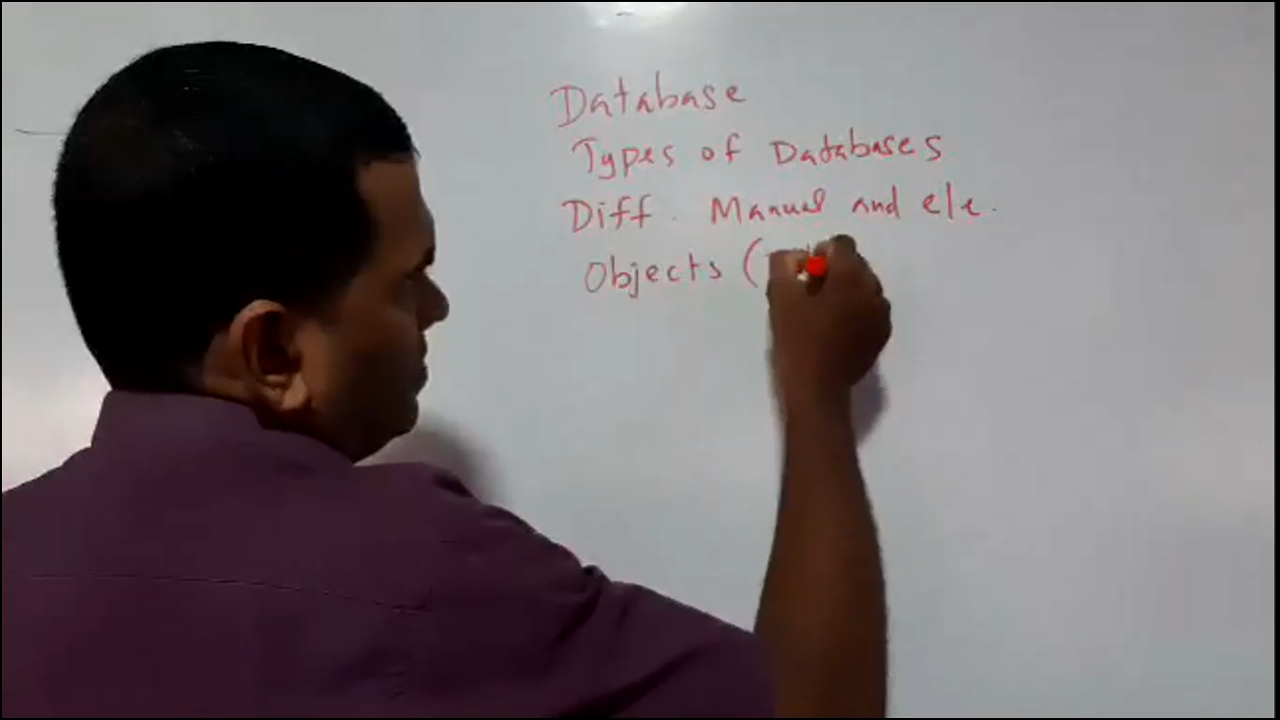 Database
Types of Databases
Diff. Manual and ele.
Objects (